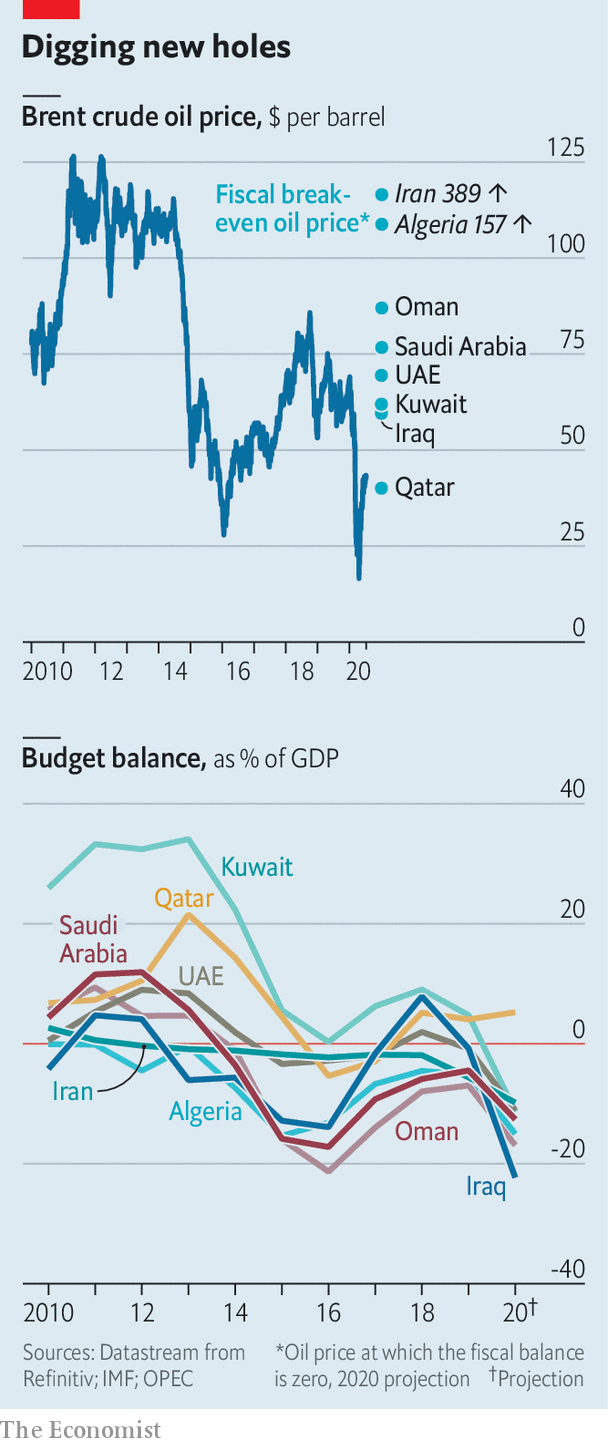 Digging new holes
Brent crude oil price, $ per barrel
125
Fiscal break-
even oil price*
Iran 389 ↑
Algeria 157 ↑
100
Oman
Saudi Arabia
75
UAE
Kuwait
Iraq
50
Qatar
25
0
2010 12 14 16 18 20
Budget balance, as % of GDP
40
Kuwait
Qatar
20
Saudi
Arabia
UAE
0
Iran
Algeria
Oman
-20
Iraq
-40
2010 12 14 16 18 20†
Sources: Datastream from
Refinitiv; IMF; OPEC
*Oil price at which the fiscal balance
is zero, 2020 projection †Projection
The Economist